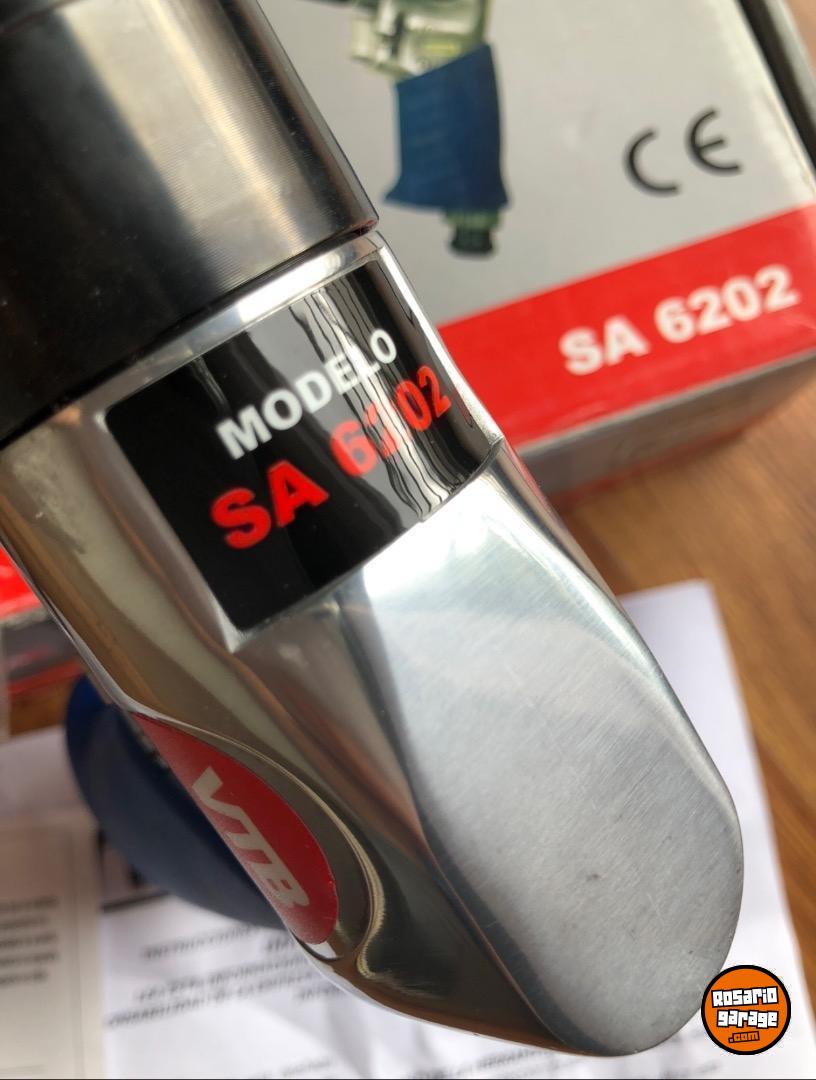 CE
SA 6202
MODELO
SA 6202
VTB
Rosario
garage
.com